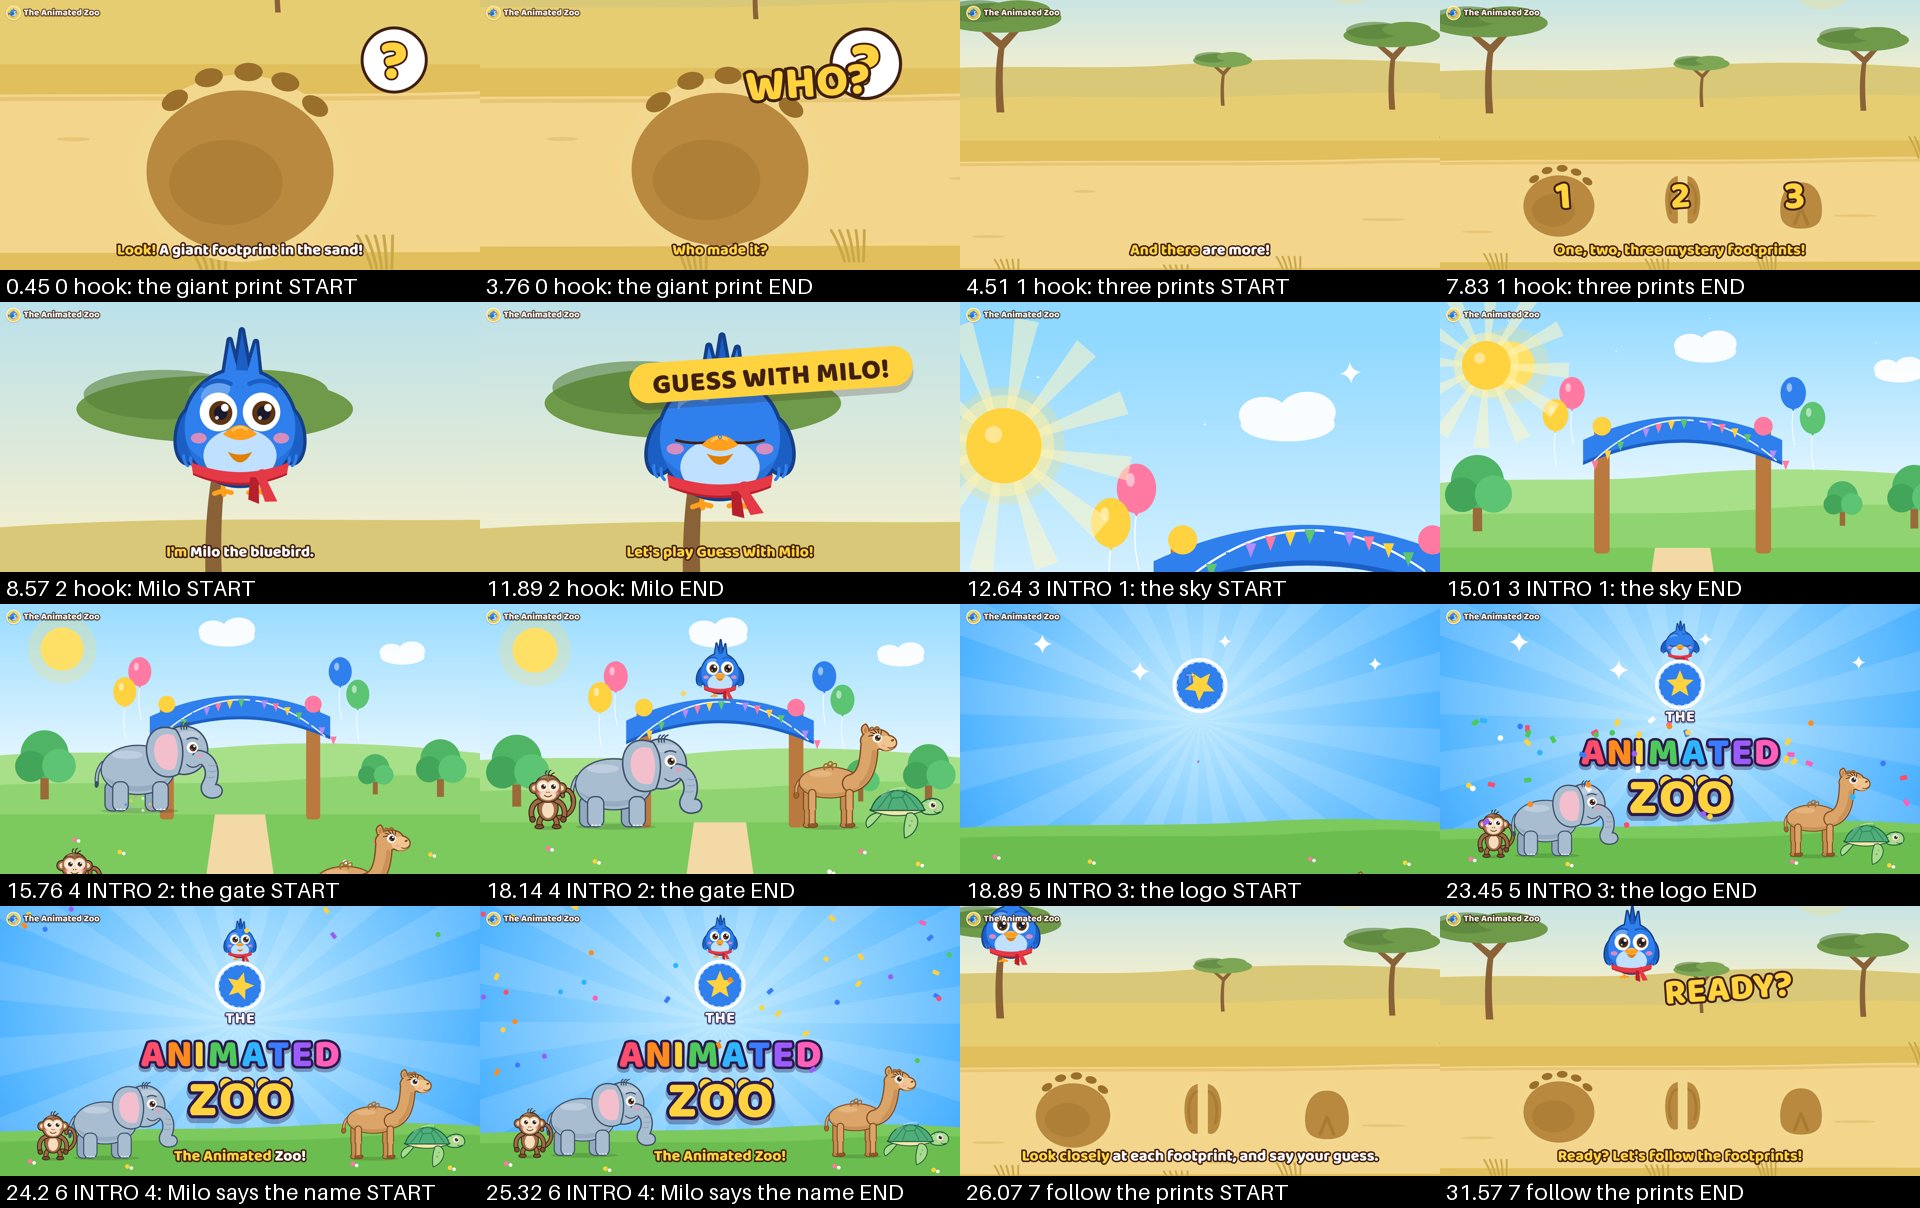 The Animated Zoo
?
Look! A giant footprint in the sand!
0.45 0 hook: the giant print START
The Animated Zoo
?
WHO?
Who made it?
3.76 0 hook: the giant print END
The Animated Zoo
And there are more!
4.51 1 hook: three prints START
The Animated Zoo
1 2 3
One, two, three mystery footprints!
7.83 1 hook: three prints END
The Animated Zoo
I'm Milo the bluebird.
8.57 2 hook: Milo START
The Animated Zoo
GUESS WITH MILO!
Let's play Guess With Milo!
11.89 2 hook: Milo END
The Animated Zoo
12.64 3 INTRO 1: the sky START
The Animated Zoo
15.01 3 INTRO 1: the sky END
The Animated Zoo
15.76 4 INTRO 2: the gate START
The Animated Zoo
18.14 4 INTRO 2: the gate END
The Animated Zoo
18.89 5 INTRO 3: the logo START
The Animated Zoo
THE
ANIMATED
ZOO
23.45 5 INTRO 3: the logo END
The Animated Zoo
THE
ANIMATED
ZOO
The Animated Zoo!
24.2 6 INTRO 4: Milo says the name START
The Animated Zoo
THE
ANIMATED
ZOO
The Animated Zoo!
25.32 6 INTRO 4: Milo says the name END
The Animated Zoo
Look closely at each footprint, and say your guess.
26.07 7 follow the prints START
The Animated Zoo
READY?
Ready? Let's follow the footprints!
31.57 7 follow the prints END